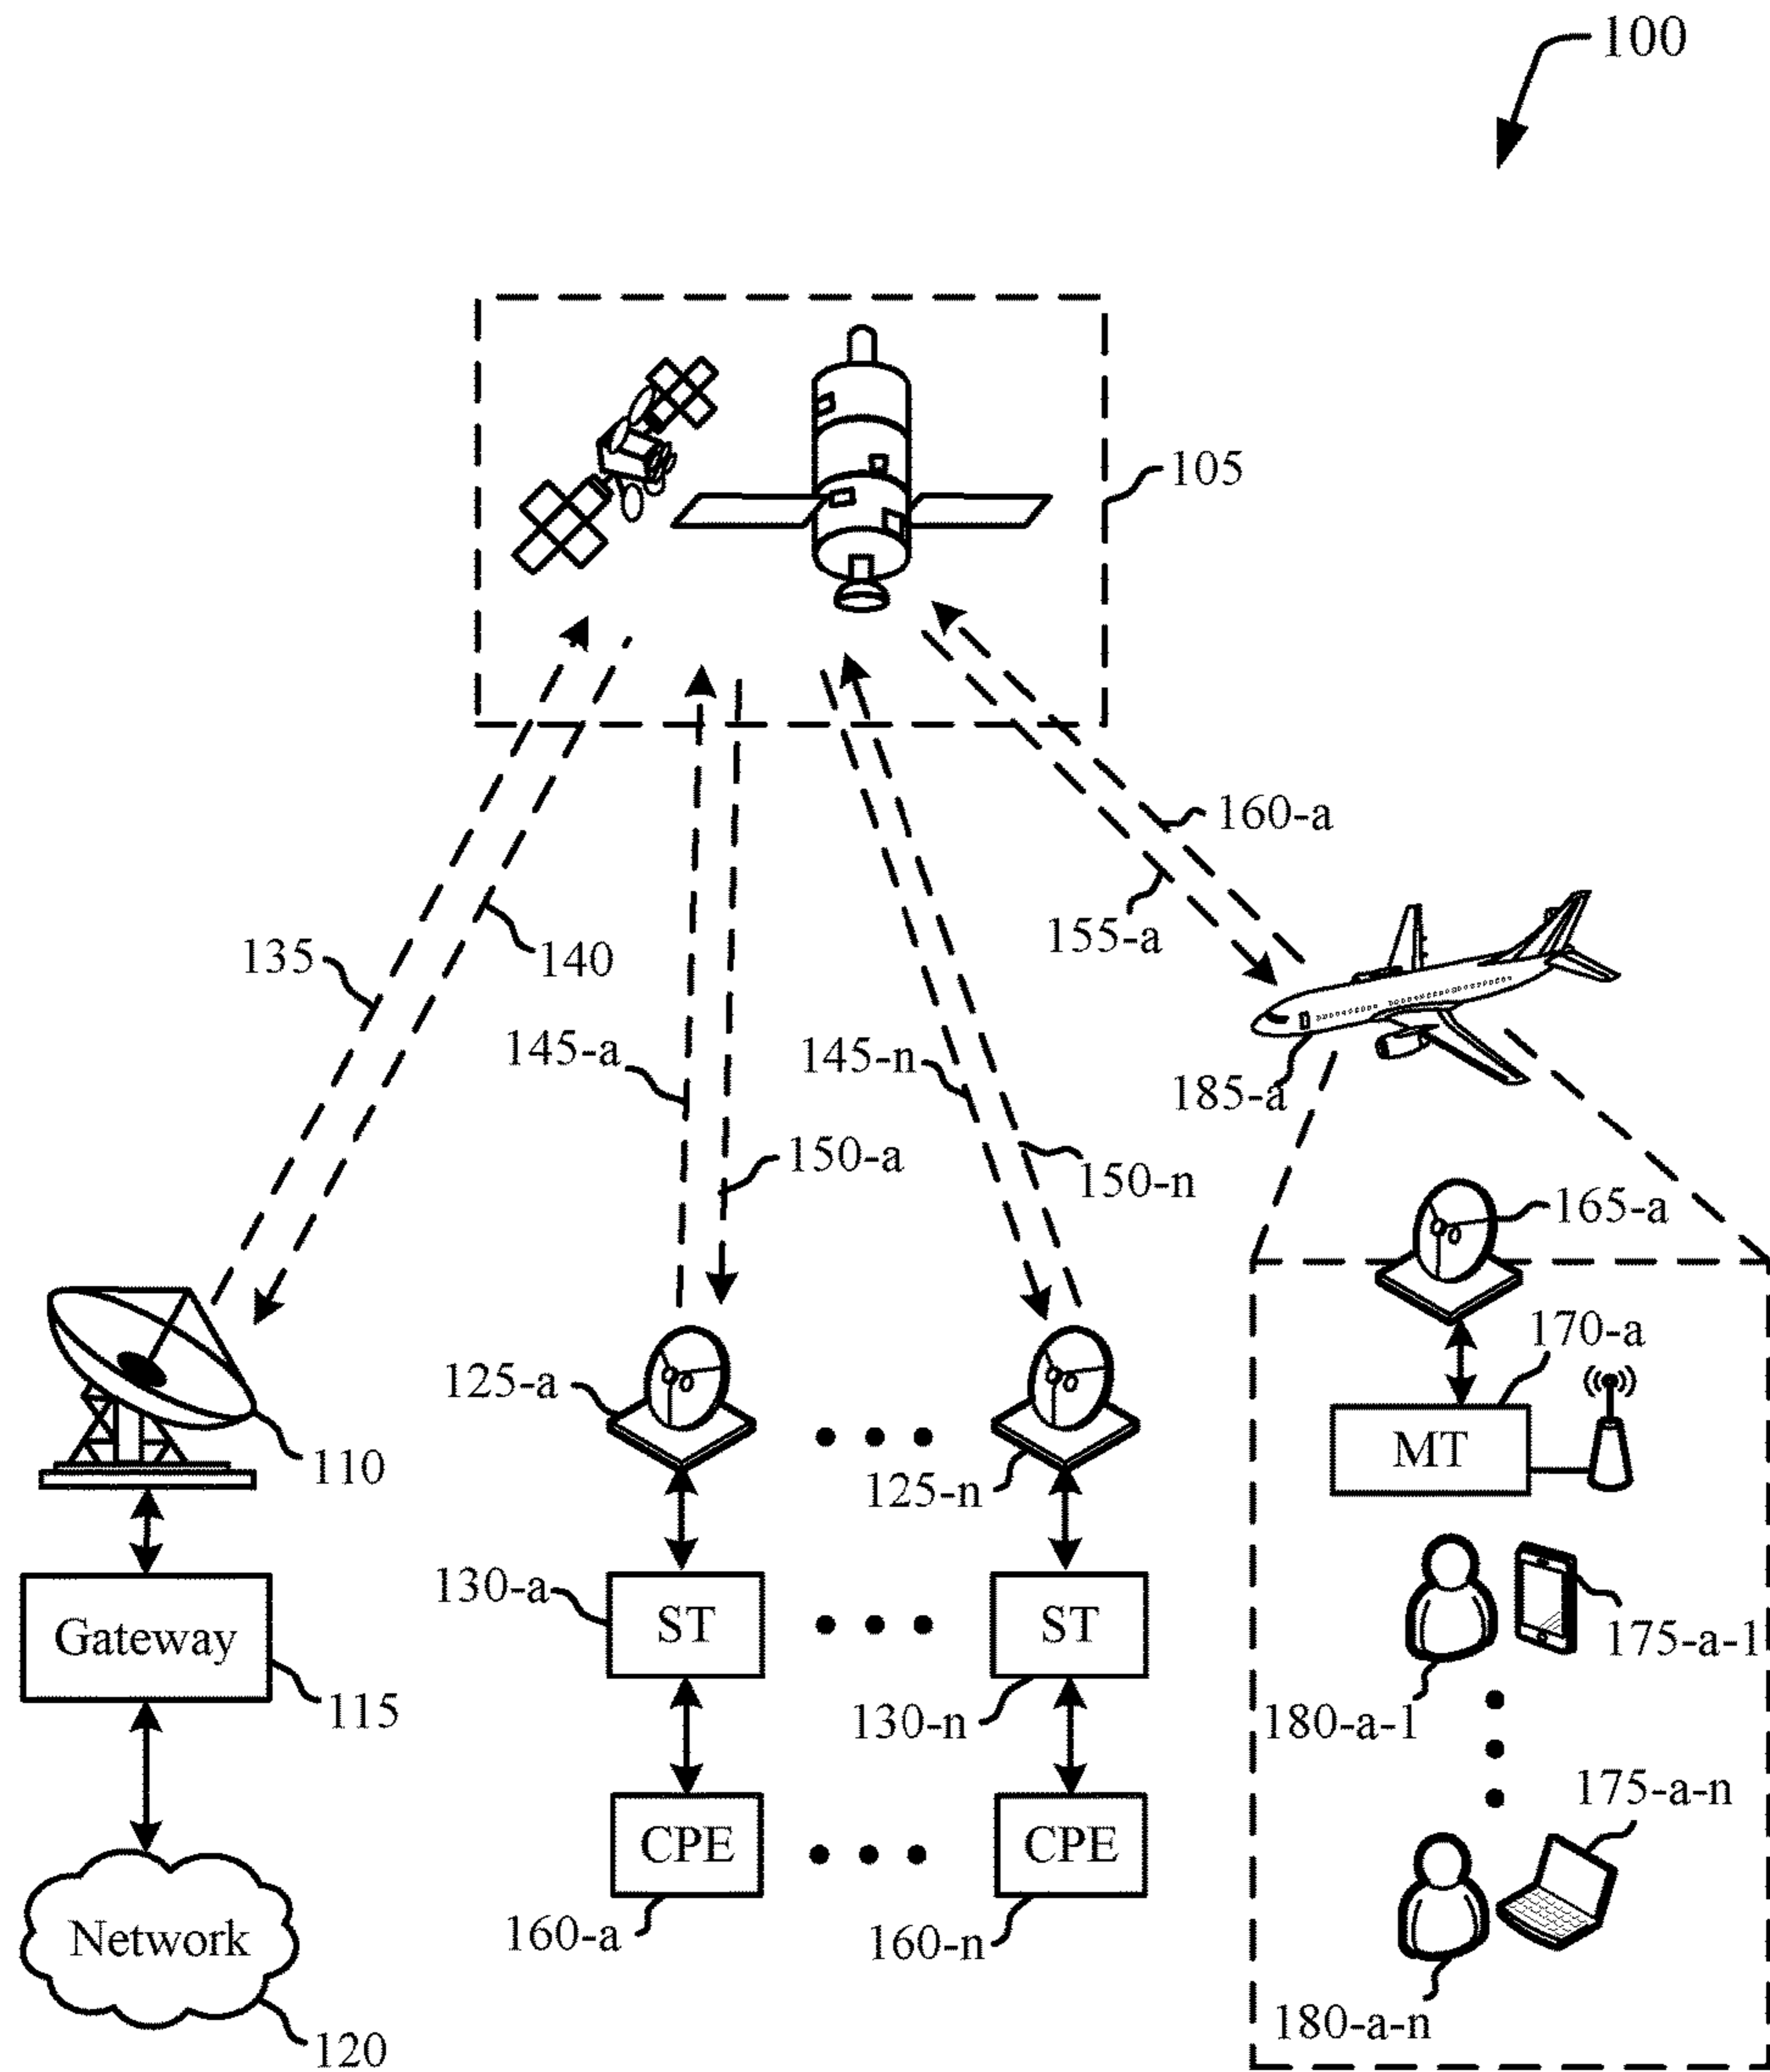 100
105
160-a
155-a
135
140
145-a
145-n
185-a
150-a
150-n
165-a
170-a
125-a
125-n
110
MT
130-a
ST
ST
Gateway
175-a-1
115
130-n
180-a-1
175-a-n
CPE
CPE
160-a
160-n
Network
180-a-n
120